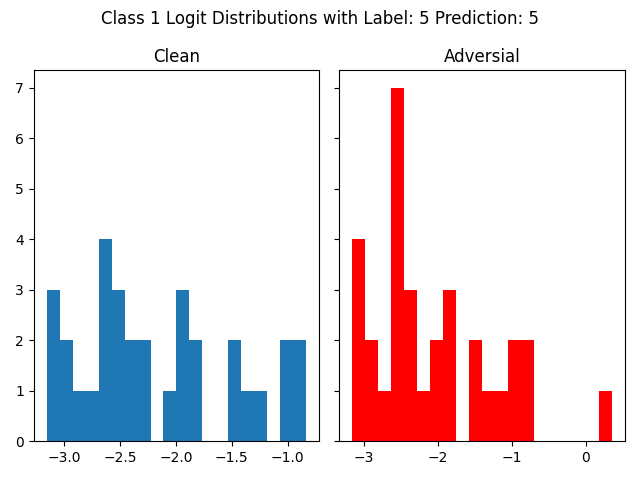 Class 1 Logit Distributions with Label: 5 Prediction: 5
Clean
Adversial
7
6
5
4
3
2
1
0
−3.0 −2.5 −2.0 −1.5 −1.0
−3 −2 −1 0